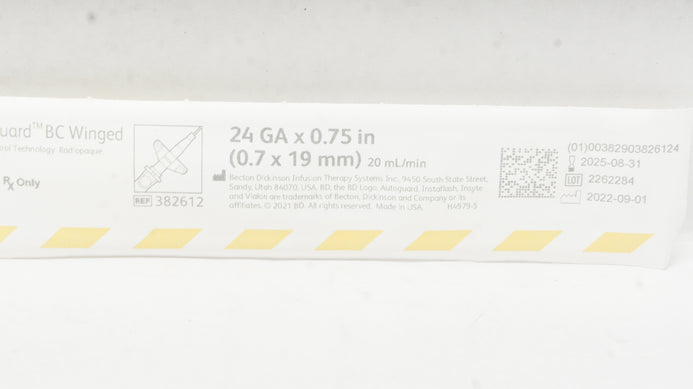 uard™ BC Winged
ol Technology Radiopaque
Rx Only
REF 382612
24 GA x 0.75 in
(0.7 x 19 mm) 20 mL/min
Becton Dickinson Infusion Therapy Systems Inc. 9450 South State Street,
Sandy, Utah 84070, USA. BD, the BD Logo, Autoguard, Instaflash, Insyte
and Vialon are trademarks of Becton, Dickinson and Company or its
affiliates. © 2021 BD. All rights reserved. Made in USA. H4979-5
(01)00382903826124
2025-08-31
LOT 2262284
2022-09-01